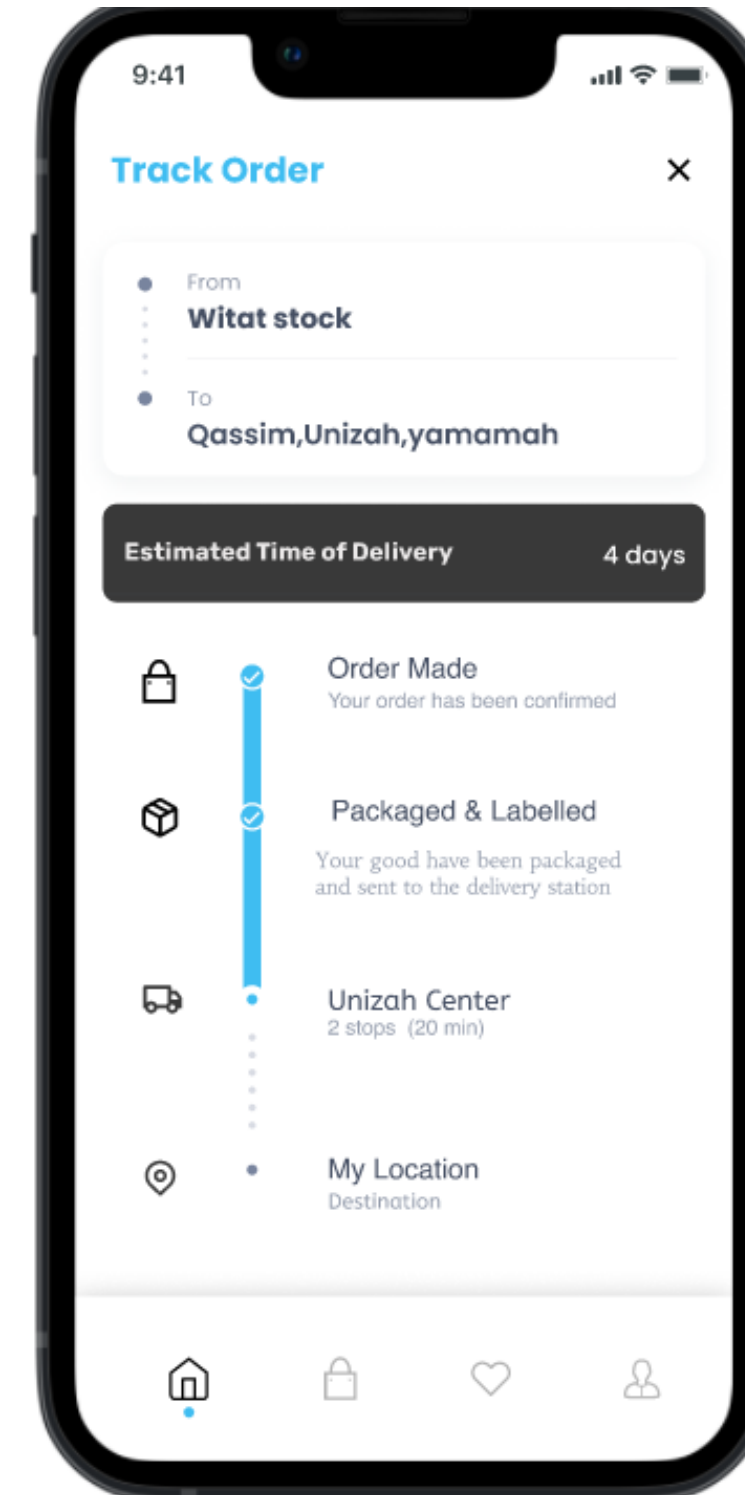 9:41
Track Order
From
Witat stock
To
Qassim,Unizah,yamamah
Estimated Time of Delivery 4 days
Order Made
Your order has been confirmed
Packaged & Labelled
Your good have been packaged
and sent to the delivery station
Unizah Center
2 stops (20 min)
My Location
Destination